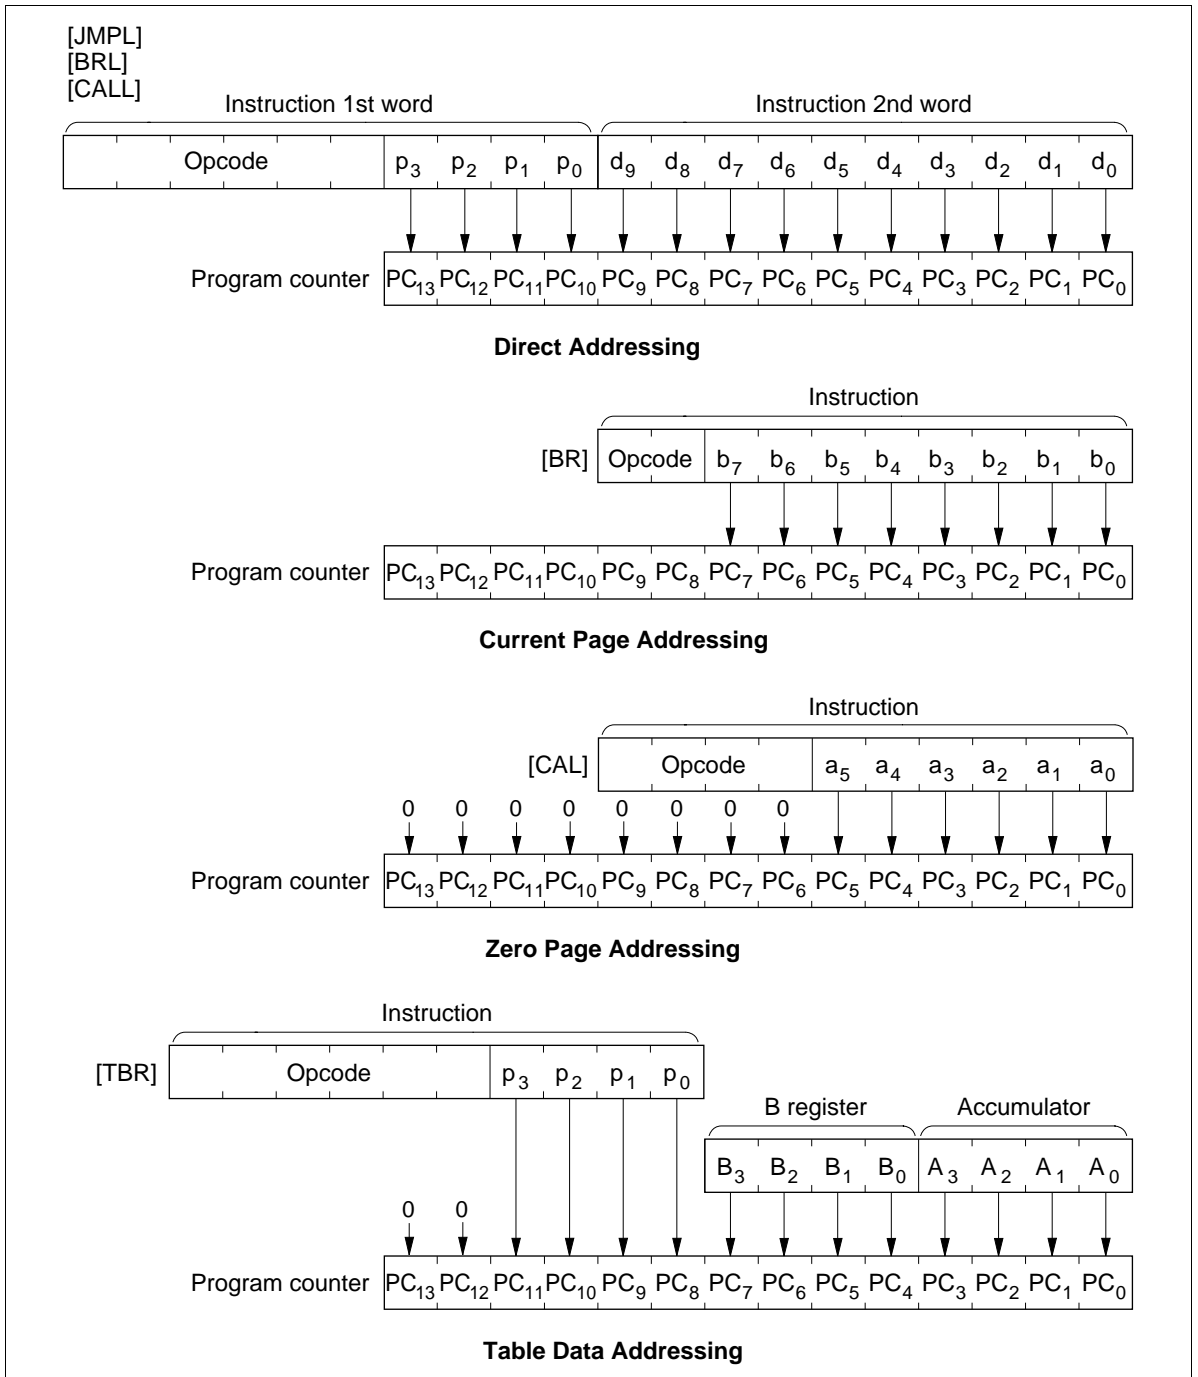 [JMPL]
[BRL]
[CALL]
Instruction 1st word Instruction 2nd word
Opcode p3 p2 p1 p0 d9 d8 d7 d6 d5 d4 d3 d2 d1 d0
Program counter PC13 PC12 PC11 PC10 PC9 PC8 PC7 PC6 PC5 PC4 PC3 PC2 PC1 PC0
Direct Addressing
Instruction
[BR] Opcode b7 b6 b5 b4 b3 b2 b1 b0
Program counter PC13 PC12 PC11 PC10 PC9 PC8 PC7 PC6 PC5 PC4 PC3 PC2 PC1 PC0
Current Page Addressing
Instruction
[CAL] Opcode a5 a4 a3 a2 a1 a0
0 0 0 0 0 0 0 0
Program counter PC13 PC12 PC11 PC10 PC9 PC8 PC7 PC6 PC5 PC4 PC3 PC2 PC1 PC0
Zero Page Addressing
Instruction
[TBR] Opcode p3 p2 p1 p0
B register Accumulator
B3 B2 B1 B0 A3 A2 A1 A0
0 0
Program counter PC13 PC12 PC11 PC10 PC9 PC8 PC7 PC6 PC5 PC4 PC3 PC2 PC1 PC0
Table Data Addressing